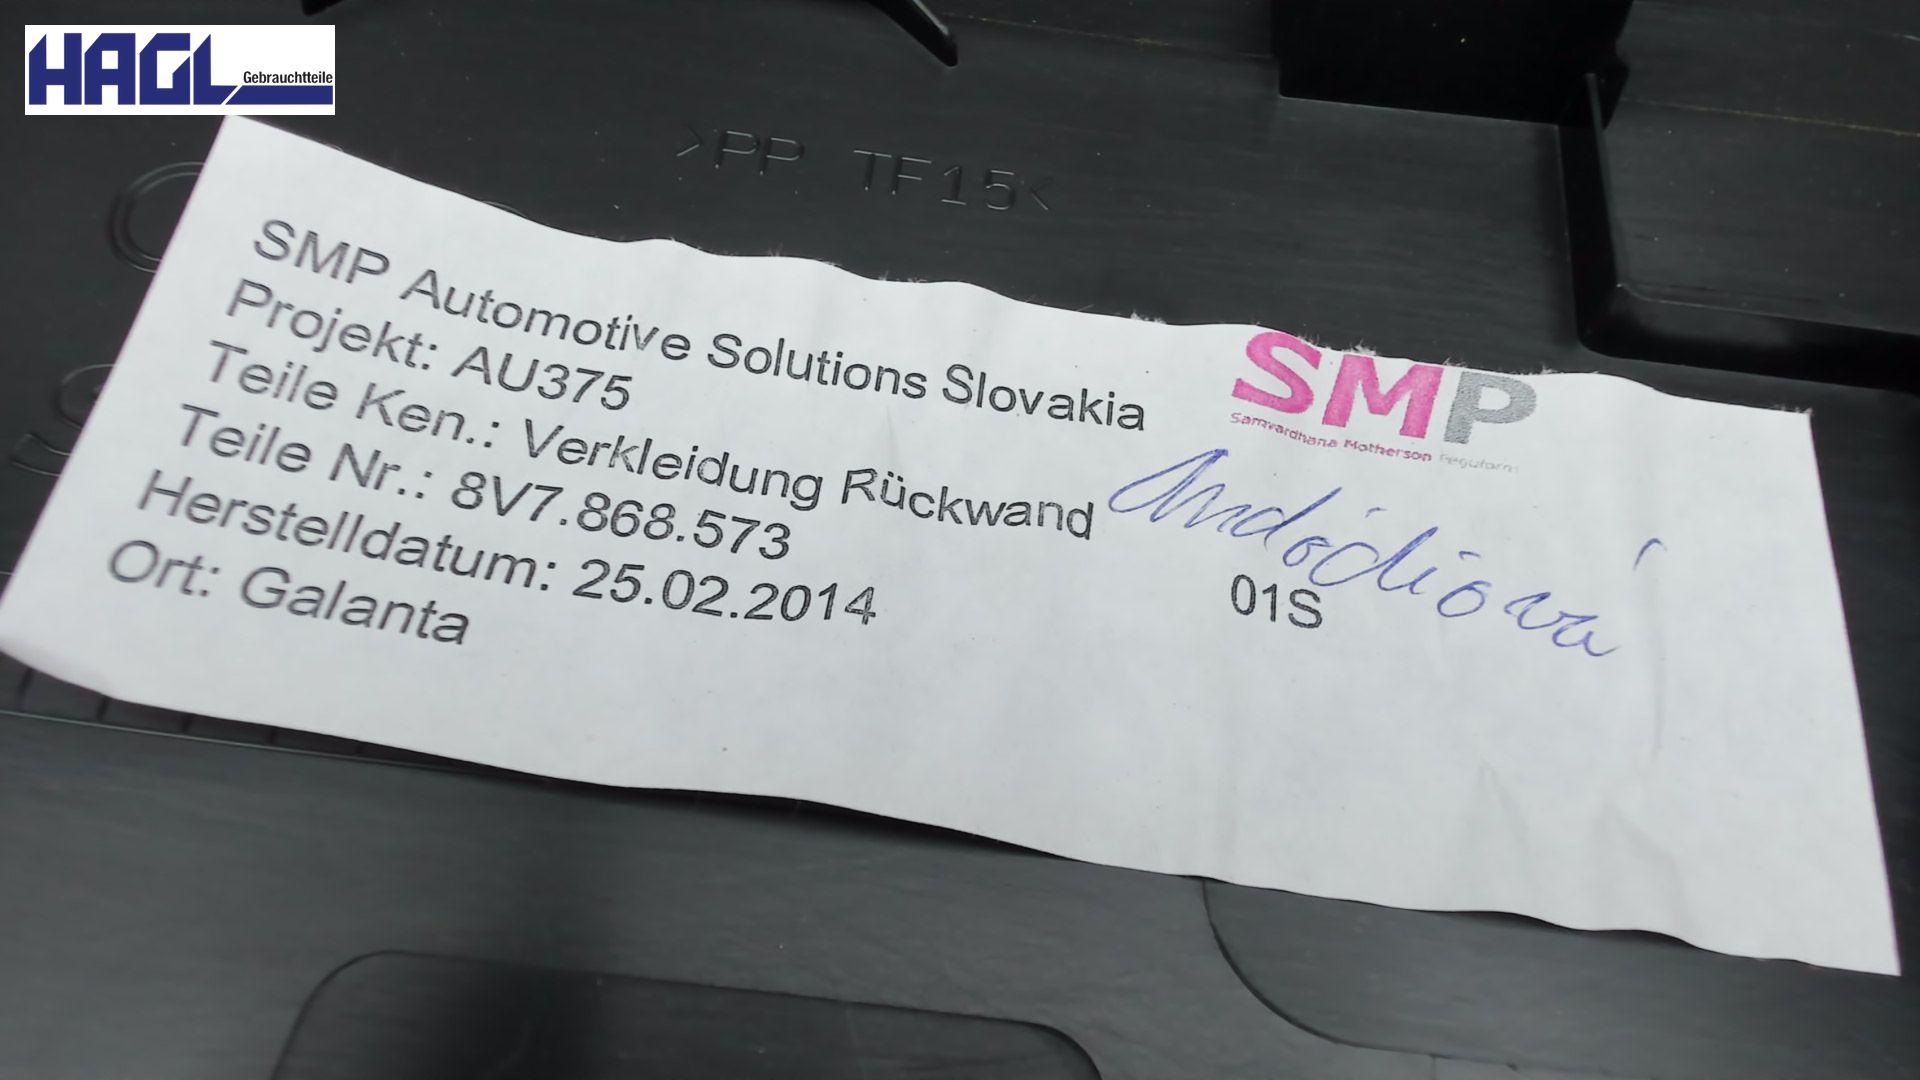 HAGL
Gebrauchtteile
>PP TF15<
SMP Automotive Solutions Slovakia
Projekt: AU375
Teile Ken.: Verkleidung Rückwand
Teile Nr.: 8V7.868.573
Herstelldatum: 25.02.2014
Ort: Galanta
SMP
Samvardhana Motherson Peguform
01S